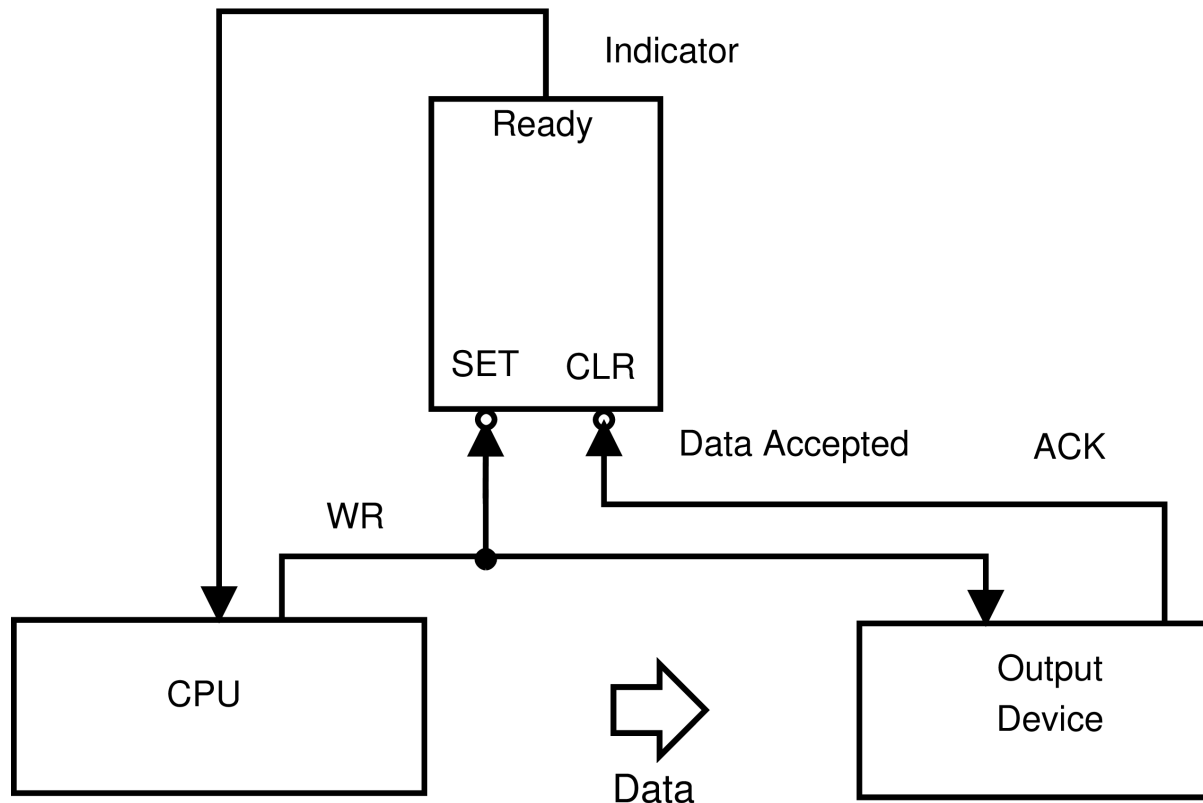 Indicator
Ready
SET
CLR
Data Accepted
ACK
WR
CPU
Output
Device
Data